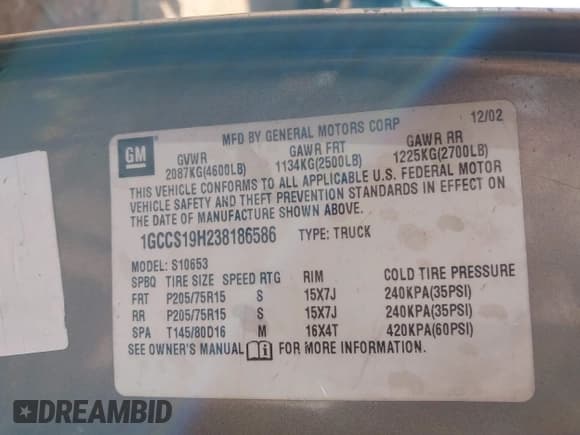 12/02
MFD BY GENERAL MOTORS CORP
GM
GVWR GAWR FRT GAWR RR
2087KG(4600LB) 1134KG(2500LB) 1225KG(2700LB)
THIS VEHICLE CONFORMS TO ALL APPLICABLE U.S. FEDERAL MOTOR
VEHICLE SAFETY AND THEFT PREVENTION STANDARDS IN EFFECT ON
THE DATE OF MANUFACTURE SHOWN ABOVE.
1GCCS19H238186586 TYPE: TRUCK
MODEL: S10653
SPBQ TIRE SIZE SPEED RTG RIM COLD TIRE PRESSURE
FRT P205/75R15 S 15X7J 240KPA(35PSI)
RR P205/75R15 S 15X7J 240KPA(35PSI)
SPA T145/80D16 M 16X4T 420KPA(60PSI)
SEE OWNER'S MANUAL FOR MORE INFORMATION.
DREAMBID